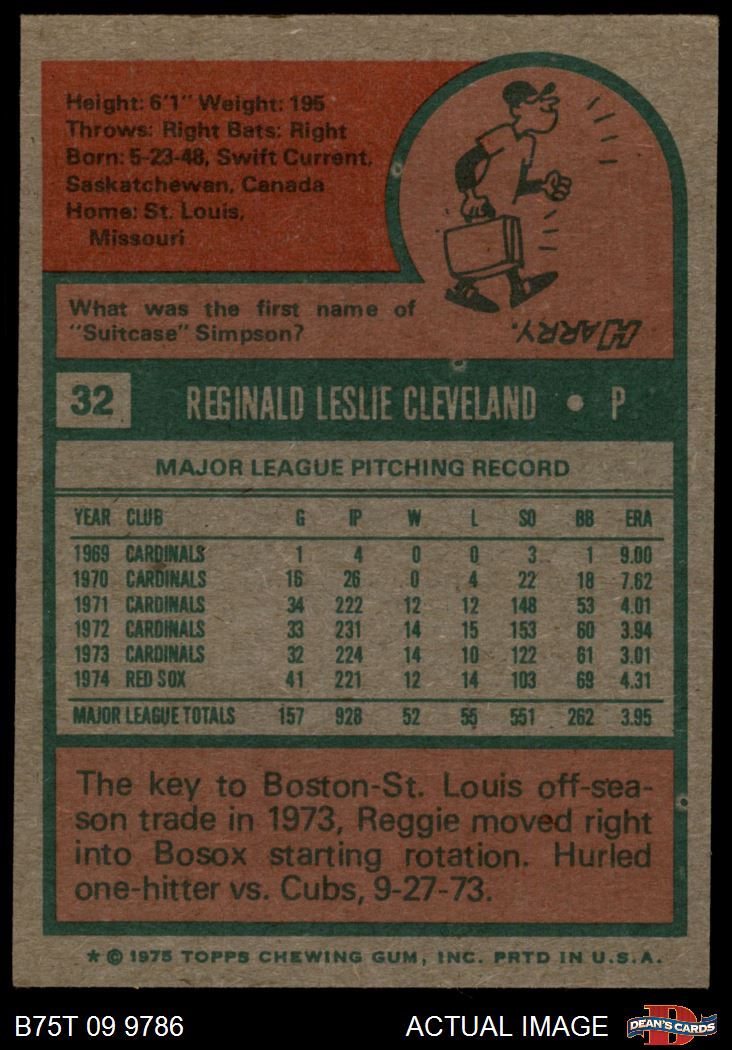 Height: 6'1" Weight: 195
Throws: Right Bats: Right
Born: 5-23-48, Swift Current,
Saskatchewan, Canada
Home: St. Louis,
Missouri
What was the first name of
"Suitcase" Simpson?
HARRY.
32 REGINALD LESLIE CLEVELAND • P
MAJOR LEAGUE PITCHING RECORD
YEAR CLUB G IP W L SO BB ERA
1969 CARDINALS 1 4 0 0 3 1 9.00
1970 CARDINALS 16 26 0 4 22 18 7.62
1971 CARDINALS 34 222 12 12 148 53 4.01
1972 CARDINALS 33 231 14 15 153 60 3.94
1973 CARDINALS 32 224 14 10 122 61 3.01
1974 RED SOX 41 221 12 14 103 69 4.31
MAJOR LEAGUE TOTALS 157 928 52 55 551 262 3.95
The key to Boston-St. Louis off-sea-
son trade in 1973, Reggie moved right
into Bosox starting rotation. Hurled
one-hitter vs. Cubs, 9-27-73.
* © 1975 TOPPS CHEWING GUM, INC. PRTD IN U.S.A.
B75T 09 9786 ACTUAL IMAGE
D
DEAN'S CARDS